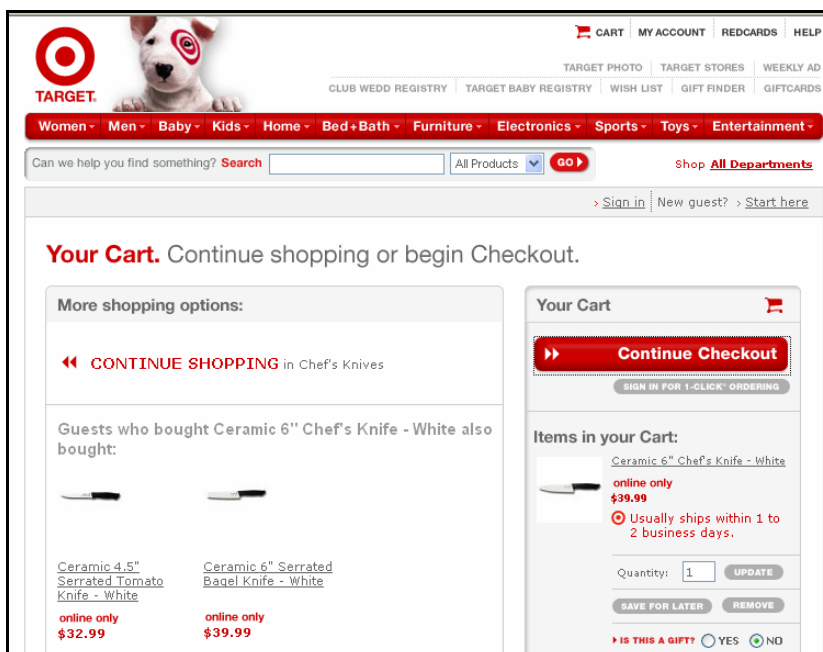 CART MY ACCOUNT REDCARDS HELP
TARGET PHOTO TARGET STORES WEEKLY AD
CLUB WEDD REGISTRY TARGET BABY REGISTRY WISH LIST GIFT FINDER GIFTCARDS
TARGET.
Women Men Baby Kids Home Bed+Bath Furniture Electronics Sports Toys Entertainment
Can we help you find something? Search All Products GO Shop All Departments
Sign in New guest? Start here
Your Cart. Continue shopping or begin Checkout.
More shopping options:
CONTINUE SHOPPING in Chef's Knives
Guests who bought Ceramic 6" Chef's Knife - White also
bought:
Ceramic 4.5"
Serrated Tomato
Knife - White
online only
$32.99
Ceramic 6" Serrated
Bagel Knife - White
online only
$39.99
Your Cart
Continue Checkout
SIGN IN FOR 1-CLICK® ORDERING
Items in your Cart:
Ceramic 6" Chef's Knife - White
online only
$39.99
Usually ships within 1 to
2 business days.
Quantity: 1 UPDATE
SAVE FOR LATER REMOVE
IS THIS A GIFT? YES NO